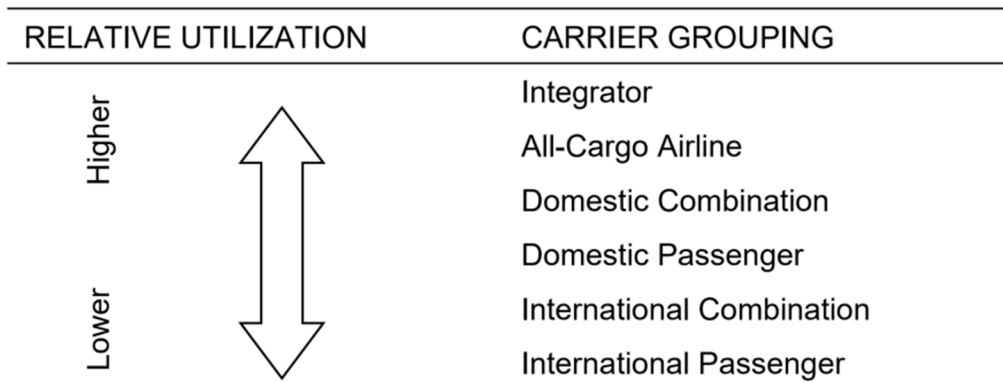 RELATIVE UTILIZATION CARRIER GROUPING
Higher
Lower
Integrator
All-Cargo Airline
Domestic Combination
Domestic Passenger
International Combination
International Passenger